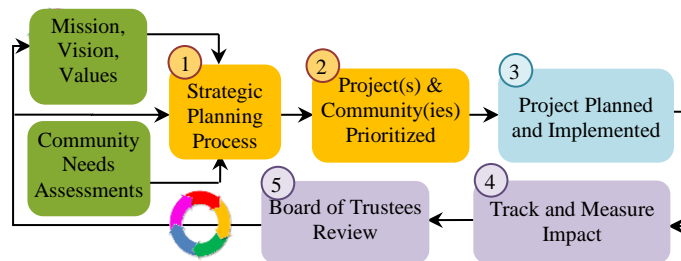 Mission,
Vision,
Values
Community
Needs
Assessments
1
Strategic
Planning
Process
2
Project(s) &
Community(ies)
Prioritized
3
Project Planned
and Implemented
4
Track and Measure
Impact
5
Board of Trustees
Review